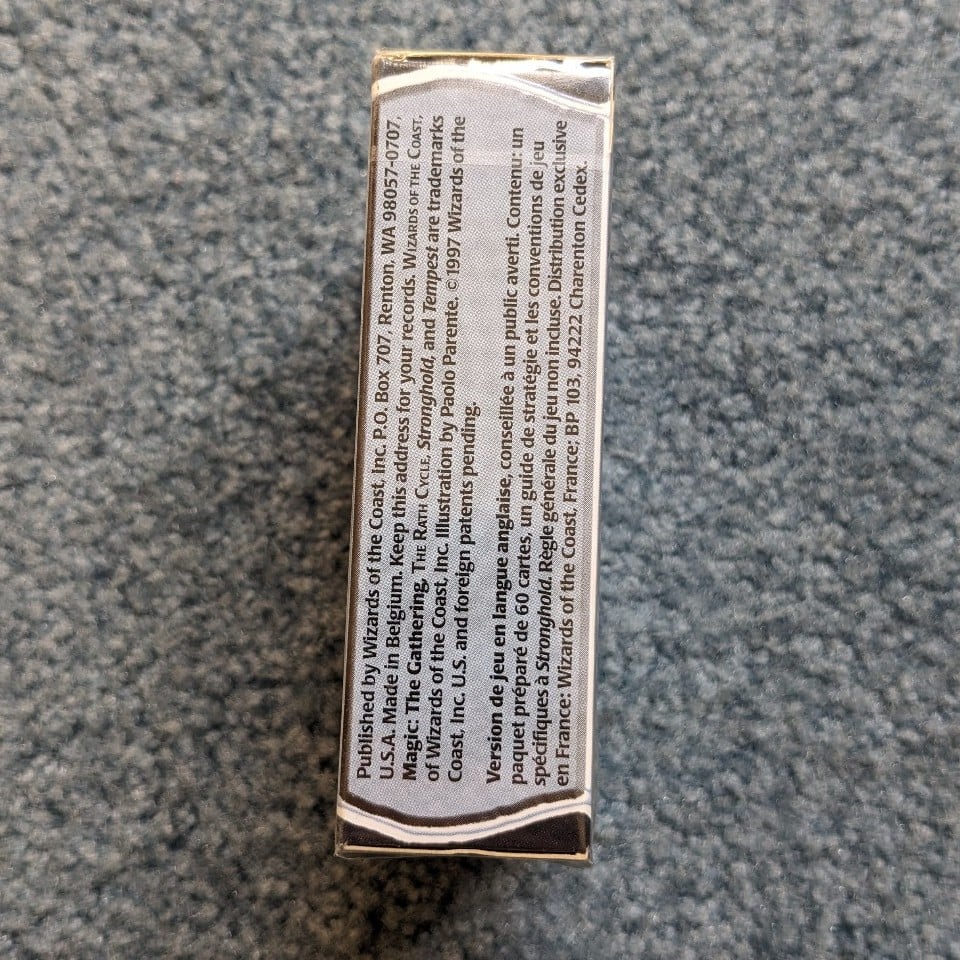 Published by Wizards of the Coast, Inc. P.O. Box 707, Renton, WA 98057-0707,
U.S.A. Made in Belgium. Keep this address for your records. WIZARDS OF THE COAST,
Magic: The Gathering, THE RATH CYCLE, Stronghold, and Tempest are trademarks
of Wizards of the Coast, Inc. Illustration by Paolo Parente. © 1997 Wizards of the
Coast, Inc. U.S. and foreign patents pending.
Version de jeu en langue anglaise, conseillée à un public averti. Contenu: un
paquet préparé de 60 cartes, un guide de stratégie et les conventions de jeu
spécifiques à Stronghold. Règle générale du jeu non incluse. Distribution exclusive
en France: Wizards of the Coast, France; BP 103, 94222 Charenton Cedex.